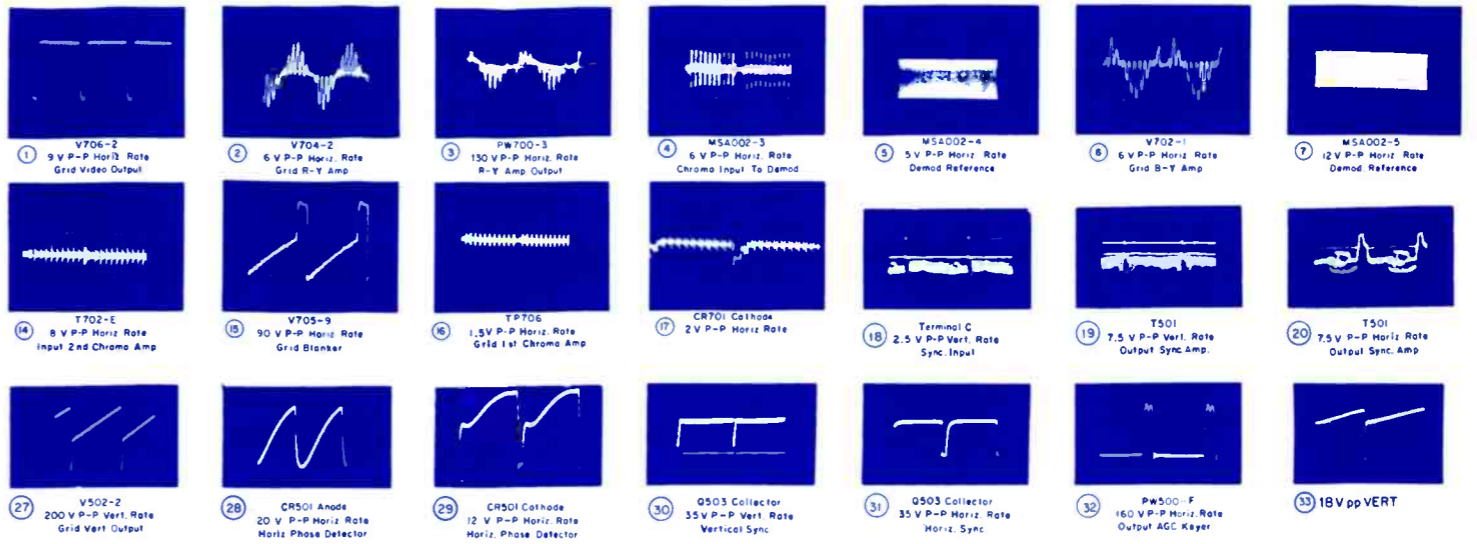 1 V706-2
9 V P-P Horiz Rate
Grid Video Output
2 V704-2
6 V P-P Horiz. Rate
Grid R-Y Amp
3 PW700-3
130 V P-P Horiz. Rate
R-Y Amp Output
4 MSA002-3
6 V P-P Horiz. Rate
Chroma Input To Demod
5 MSA002-4
5 V P-P Horiz Rate
Demod Reference
6 V702-1
6 V P-P Horiz. Rate
Grid B-Y Amp
7 MSA002-5
12 V P-P Horiz Rate
Demod. Reference
14 T702-E
8 V P-P Horiz Rate
Input 2nd Chroma Amp
15 V705-9
90 V P-P Horiz Rate
Grid Blanker
16 TP706
1.5V P-P Horiz. Rate
Grid 1st Chroma Amp
17 CR701 Cathode
2 V P-P Horiz Rate
18 Terminal C
2.5 V P-P Vert. Rate
Sync. Input
19 T501
7.5 V P-P Vert. Rate
Output Sync Amp.
20 T501
7.5 V P-P Horiz Rate
Output Sync. Amp
27 V502-2
200 V P-P Vert. Rate
Grid Vert Output
28 CR501 Anode
20 V P-P Horiz Rate
Horiz Phase Detector
29 CR501 Cathode
12 V P-P Horiz. Rate
Horiz. Phase Detector
30 Q503 Collector
35 V P-P Vert. Rate
Vertical Sync
31 Q503 Collector
35 V P-P Horiz. Rate
Horiz. Sync
32 PW500-F
160 V P-P Horiz. Rate
Output AGC Keyer
33 18 V pp VERT